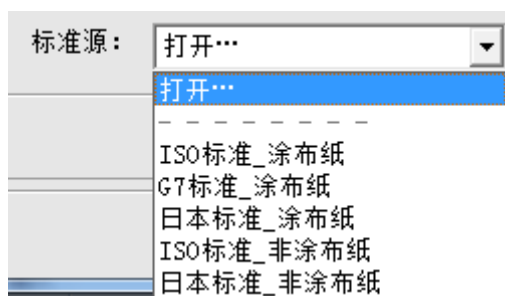 标准源： 打开…
打开…
- - - - - - - -
ISO标准_涂布纸
G7标准_涂布纸
日本标准_涂布纸
ISO标准_非涂布纸
日本标准_非涂布纸